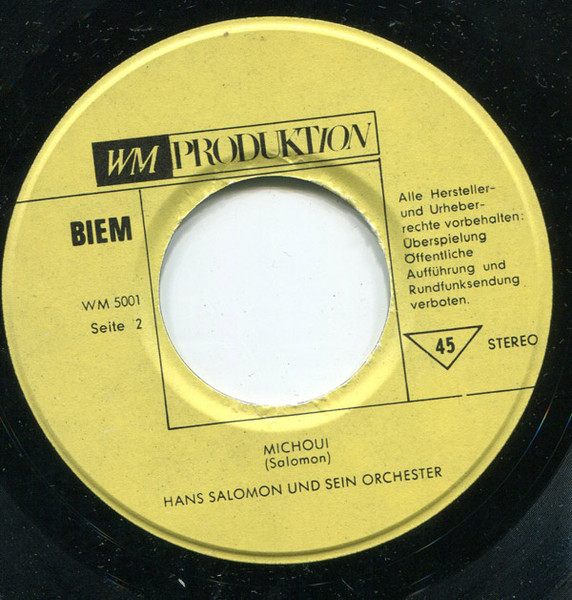 WM PRODUKTION
BIEM
WM 5001
Seite 2
Alle Hersteller-
und Urheber-
rechte vorbehalten:
Überspielung
Öffentliche
Aufführung und
Rundfunksendung
verboten.
45 STEREO
MICHOUI
(Salomon)
HANS SALOMON UND SEIN ORCHESTER